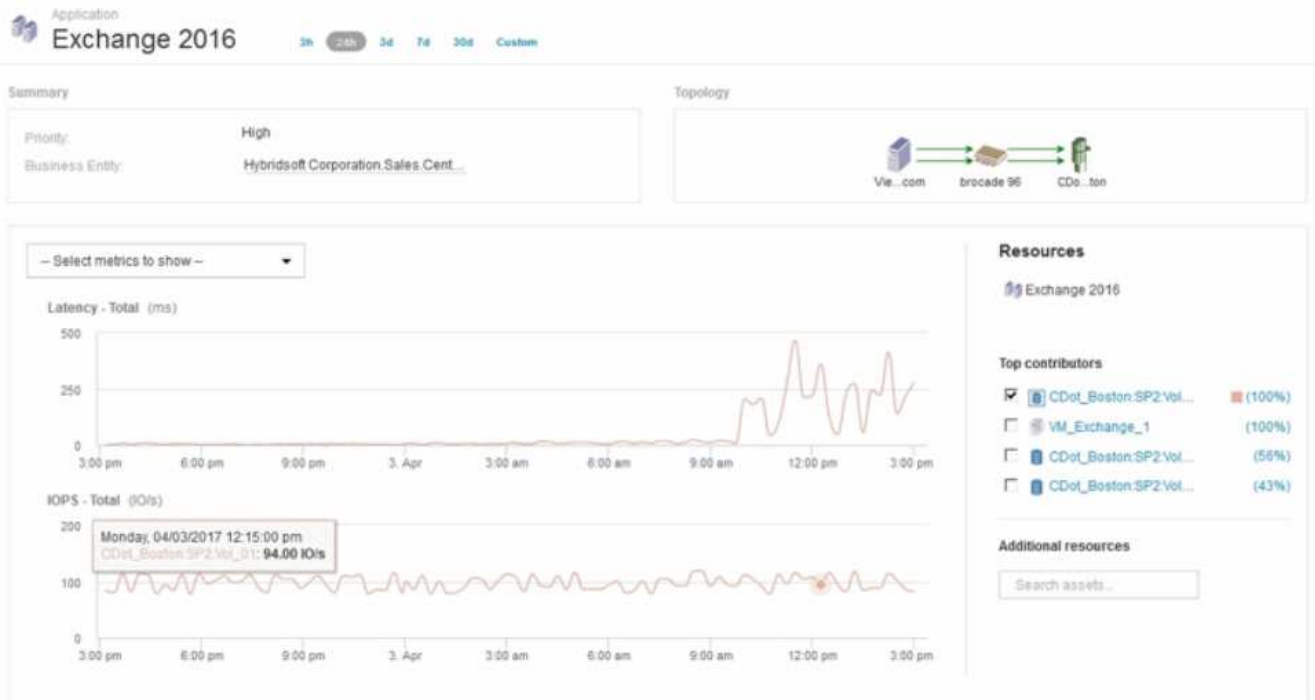 Application
Exchange 2016
3h 24h 3d 7d 30d Custom
Summary
Priority:
High
Business Entity:
Hybridsoft.Corporation.Sales.Cent...
Topology
Vie...com
brocade 96
CDo...ton
– Select metrics to show –
Latency - Total (ms)
500
250
0
3:00 pm 6:00 pm 9:00 pm 3. Apr 3:00 am 6:00 am 9:00 am 12:00 pm 3:00 pm
IOPS - Total (IO/s)
200
Monday, 04/03/2017 12:15:00 pm
CDot_Boston:SP2:Vol_01: 94.00 IO/s
100
0
3:00 pm 6:00 pm 9:00 pm 3. Apr 3:00 am 6:00 am 9:00 am 12:00 pm 3:00 pm
Resources
Exchange 2016
Top contributors
CDot_Boston:SP2:Vol... (100%)
VM_Exchange_1 (100%)
CDot_Boston:SP2:Vol... (56%)
CDot_Boston:SP2:Vol... (43%)
Additional resources
Search assets...